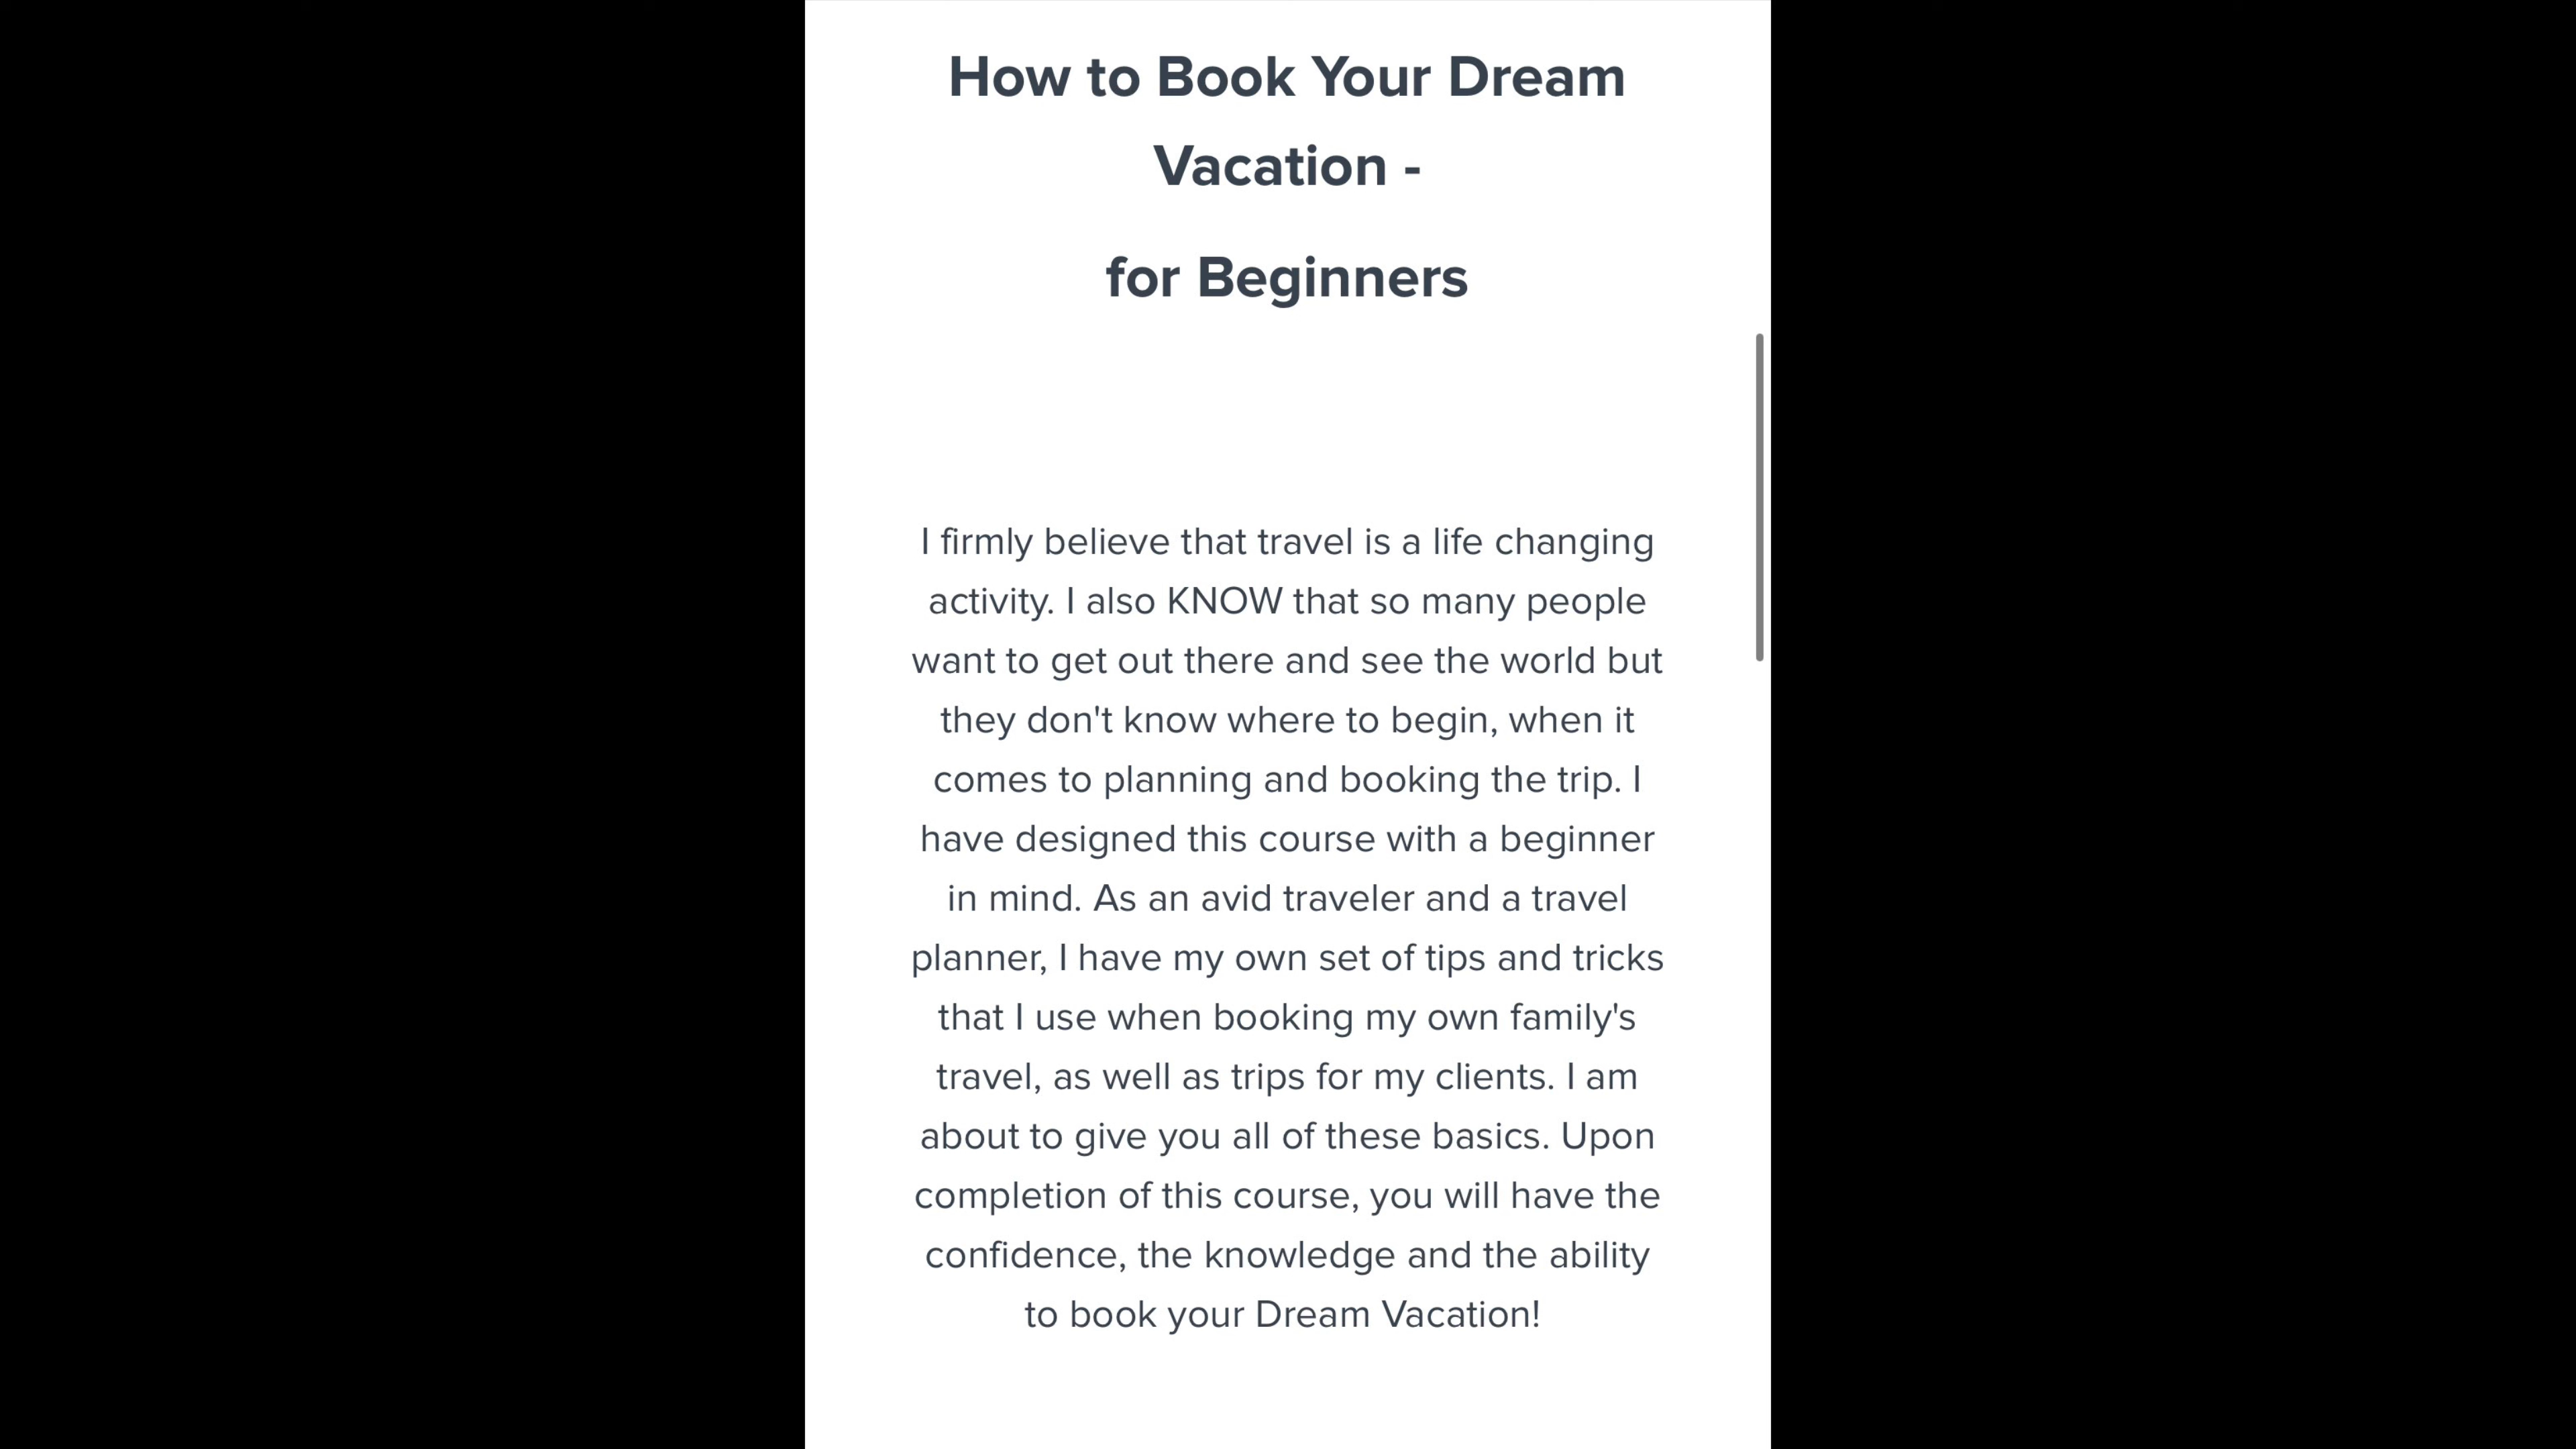 How to Book Your Dream
Vacation -
for Beginners
I firmly believe that travel is a life changing
activity. I also KNOW that so many people
want to get out there and see the world but
they don't know where to begin, when it
comes to planning and booking the trip. I
have designed this course with a beginner
in mind. As an avid traveler and a travel
planner, I have my own set of tips and tricks
that I use when booking my own family's
travel, as well as trips for my clients. I am
about to give you all of these basics. Upon
completion of this course, you will have the
confidence, the knowledge and the ability
to book your Dream Vacation!